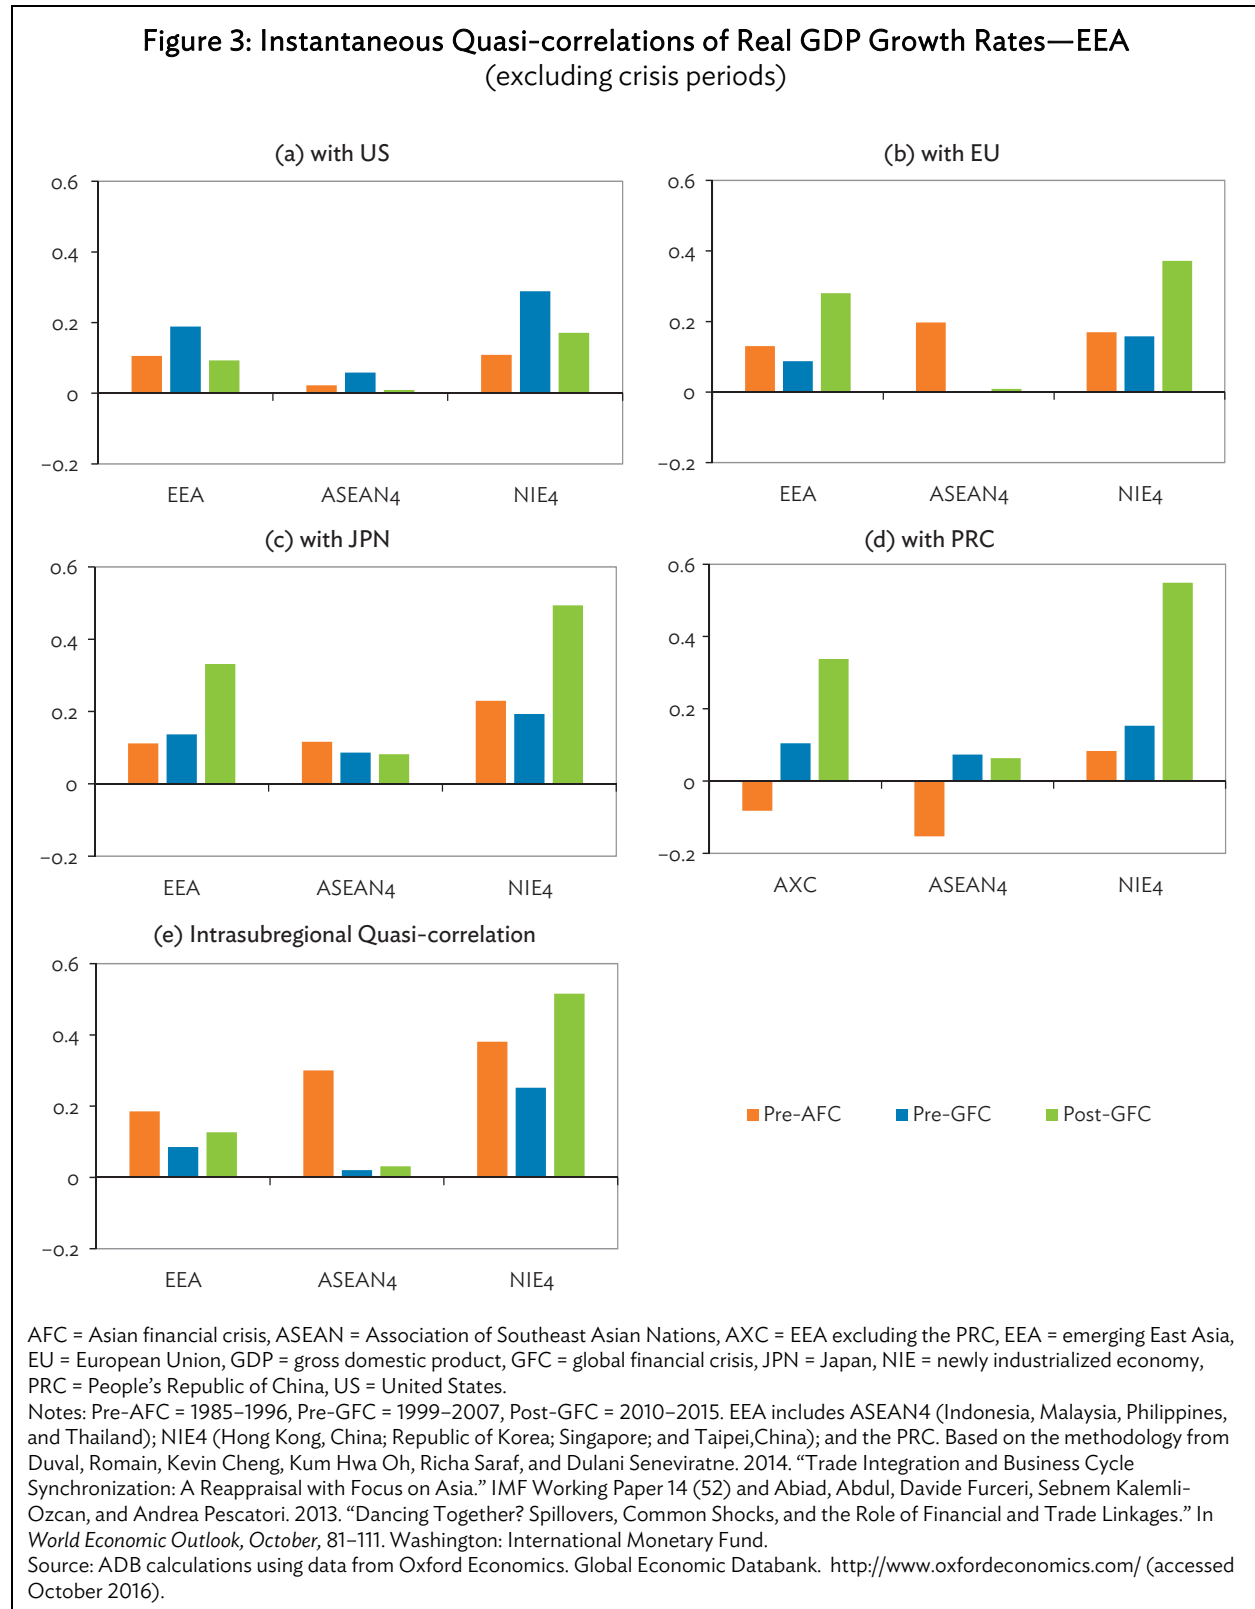 Figure 3: Instantaneous Quasi-correlations of Real GDP Growth Rates—EEA
(excluding crisis periods)
(a) with US
0.6
0.4
0.2
0
−0.2
EEA
ASEAN4
NIE4
(b) with EU
0.6
0.4
0.2
0
−0.2
EEA
ASEAN4
NIE4
(c) with JPN
0.6
0.4
0.2
0
−0.2
EEA
ASEAN4
NIE4
(d) with PRC
0.6
0.4
0.2
0
−0.2
AXC
ASEAN4
NIE4
(e) Intrasubregional Quasi-correlation
0.6
0.4
0.2
0
−0.2
EEA
ASEAN4
NIE4
Pre-AFC
Pre-GFC
Post-GFC
AFC = Asian financial crisis, ASEAN = Association of Southeast Asian Nations, AXC = EEA excluding the PRC, EEA = emerging East Asia,
EU = European Union, GDP = gross domestic product, GFC = global financial crisis, JPN = Japan, NIE = newly industrialized economy,
PRC = People's Republic of China, US = United States.
Notes: Pre-AFC = 1985–1996, Pre-GFC = 1999–2007, Post-GFC = 2010–2015. EEA includes ASEAN4 (Indonesia, Malaysia, Philippines,
and Thailand); NIE4 (Hong Kong, China; Republic of Korea; Singapore; and Taipei,China); and the PRC. Based on the methodology from
Duval, Romain, Kevin Cheng, Kum Hwa Oh, Richa Saraf, and Dulani Seneviratne. 2014. “Trade Integration and Business Cycle
Synchronization: A Reappraisal with Focus on Asia.” IMF Working Paper 14 (52) and Abiad, Abdul, Davide Furceri, Sebnem Kalemli-
Ozcan, and Andrea Pescatori. 2013. “Dancing Together? Spillovers, Common Shocks, and the Role of Financial and Trade Linkages.” In
World Economic Outlook, October, 81–111. Washington: International Monetary Fund.
Source: ADB calculations using data from Oxford Economics. Global Economic Databank. http://www.oxfordeconomics.com/ (accessed
October 2016).